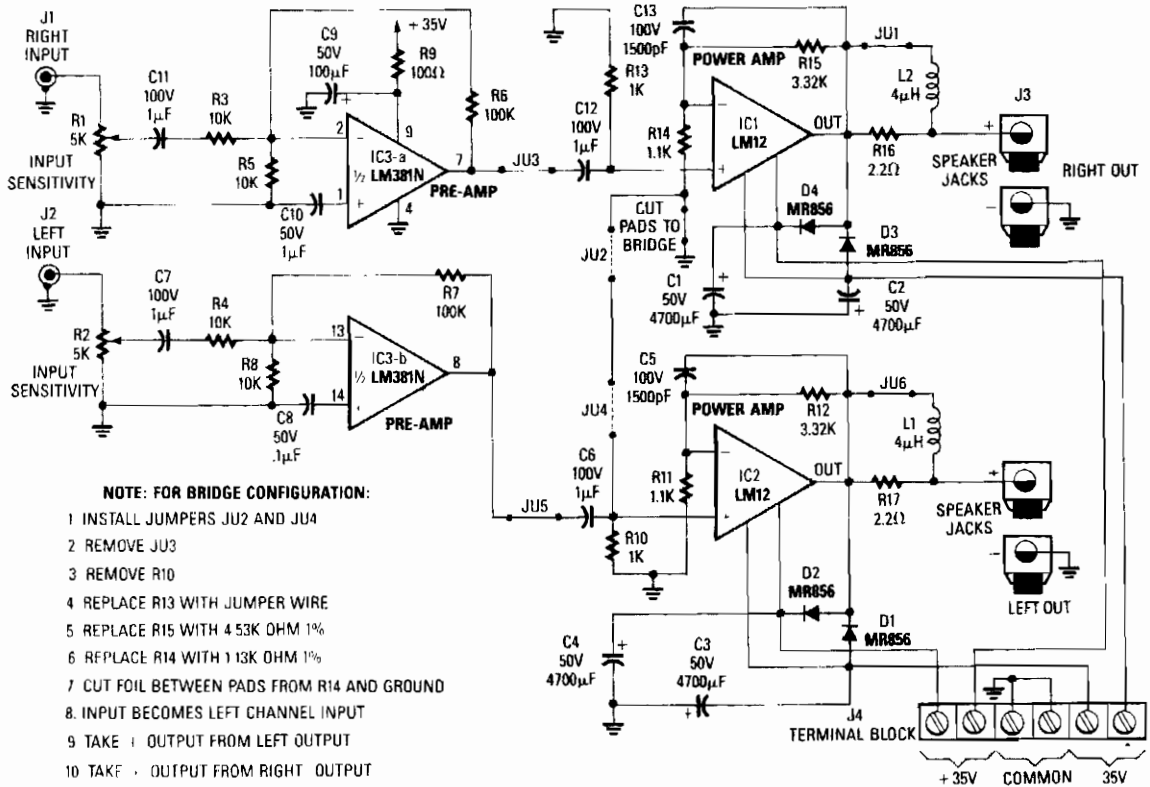 J1
RIGHT
INPUT
C11
100V
1µF
R3
10K
R1
5K
INPUT
SENSITIVITY
R5
10K
C10
50V
1µF
C9
50V
100µF
+ 35V
R9
100Ω
R6
100K
2
9
1
4
7
IC3-a
½ LM381N
PRE-AMP
JU3
C12
100V
1µF
R13
1K
C13
100V
1500pF
POWER AMP
R15
3.32K
JU1
L2
4µH
R14
1.1K
IC1
LM12
OUT
R16
2.2Ω
J3
SPEAKER
JACKS
RIGHT OUT
+
-
CUT
PADS TO
BRIDGE
JU2
D4
MR856
D3
MR856
C1
50V
4700µF
C2
50V
4700µF
J2
LEFT
INPUT
C7
100V
1µF
R4
10K
R2
5K
INPUT
SENSITIVITY
R8
10K
C8
50V
.1µF
R7
100K
13
14
8
IC3-b
½ LM381N
PRE-AMP
JU4
JU5
C6
100V
1µF
R10
1K
C5
100V
1500pF
POWER AMP
R12
3.32K
JU6
L1
4µH
R11
1.1K
IC2
LM12
OUT
R17
2.2Ω
SPEAKER
JACKS
LEFT OUT
+
-
D2
MR856
D1
MR856
C4
50V
4700µF
C3
50V
4700µF
J4
TERMINAL BLOCK
+ 35V
COMMON
35V
NOTE: FOR BRIDGE CONFIGURATION:
1 INSTALL JUMPERS JU2 AND JU4
2 REMOVE JU3
3 REMOVE R10
4 REPLACE R13 WITH JUMPER WIRE
5 REPLACE R15 WITH 4 53K OHM 1%
6 REPLACE R14 WITH 1 13K OHM 1%
7 CUT FOIL BETWEEN PADS FROM R14 AND GROUND
8. INPUT BECOMES LEFT CHANNEL INPUT
9 TAKE OUTPUT FROM LEFT OUTPUT
10 TAKE OUTPUT FROM RIGHT OUTPUT